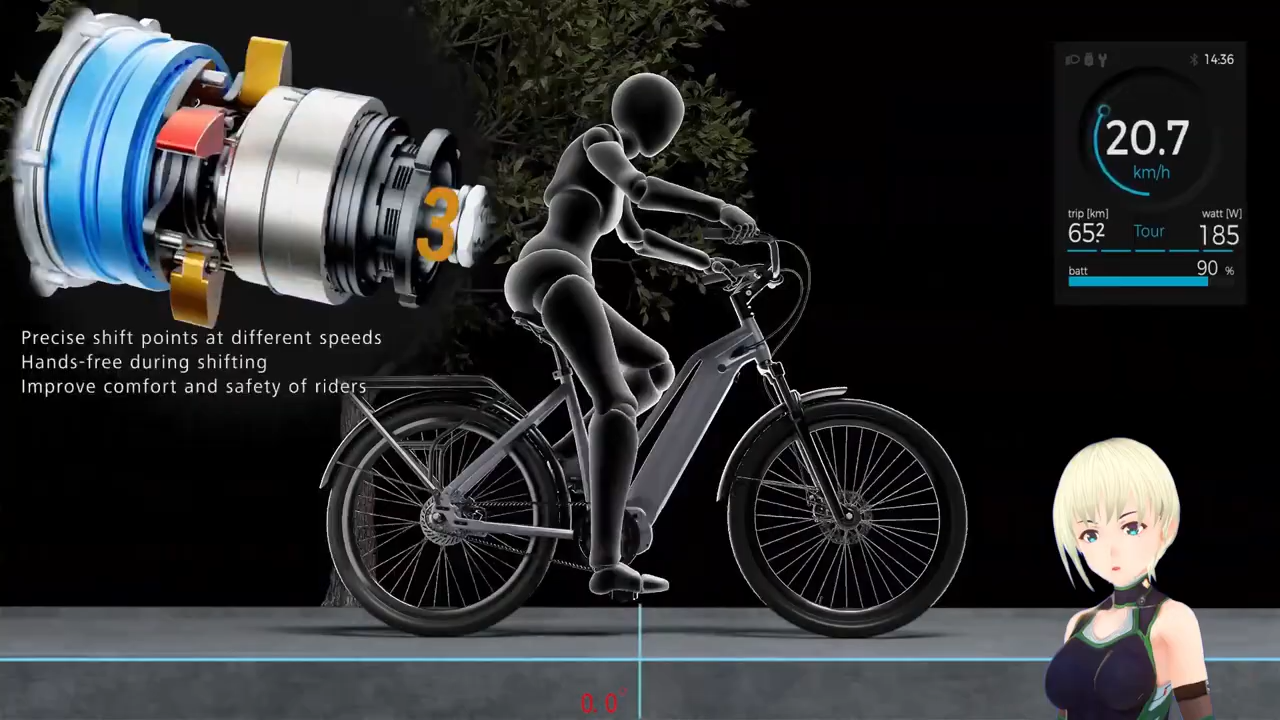 3
Precise shift points at different speeds
Hands-free during shifting
Improve comfort and safety of riders
14:36
20.7
km/h
trip [km]
watt [W]
65.2
Tour
185
batt
90 %
0.0°